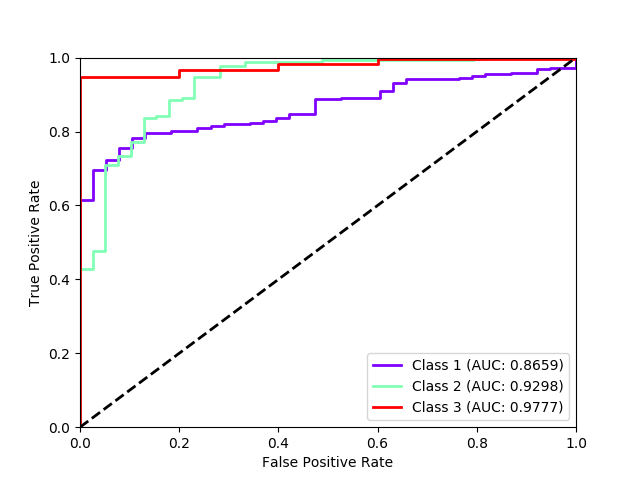 1.0
0.8
0.6
0.4
0.2
0.0
True Positive Rate
0.0 0.2 0.4 0.6 0.8 1.0
False Positive Rate
Class 1 (AUC: 0.8659)
Class 2 (AUC: 0.9298)
Class 3 (AUC: 0.9777)